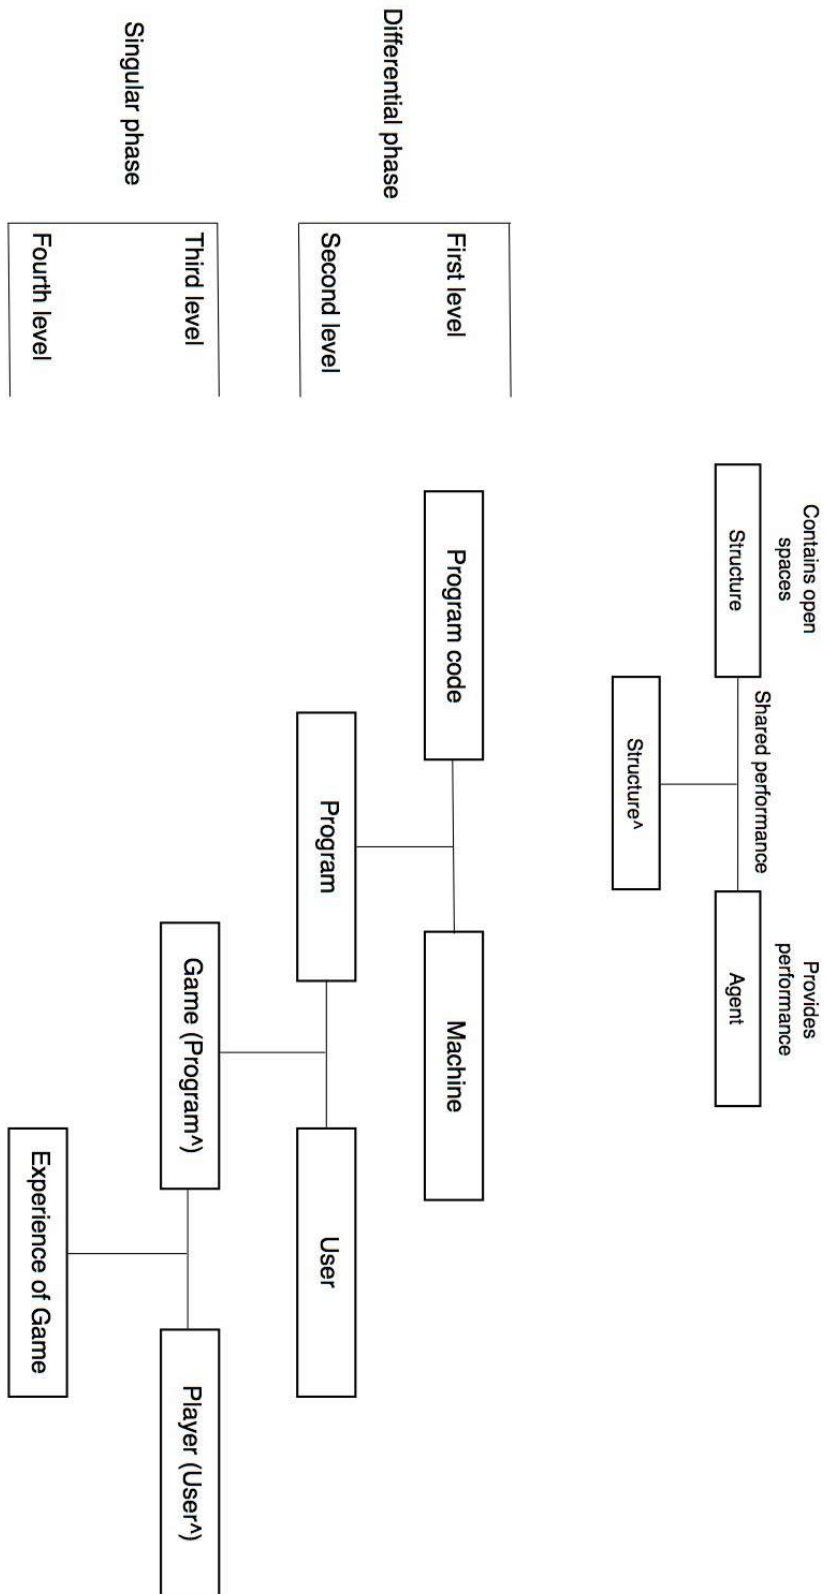 Contains open
spaces
Provides
performance
Structure
Shared performance
Agent
Structure^
Differential phase
First level
Program code
Machine
Second level
Program
User
Singular phase
Third level
Game (Program^)
Player (User^)
Fourth level
Experience of Game